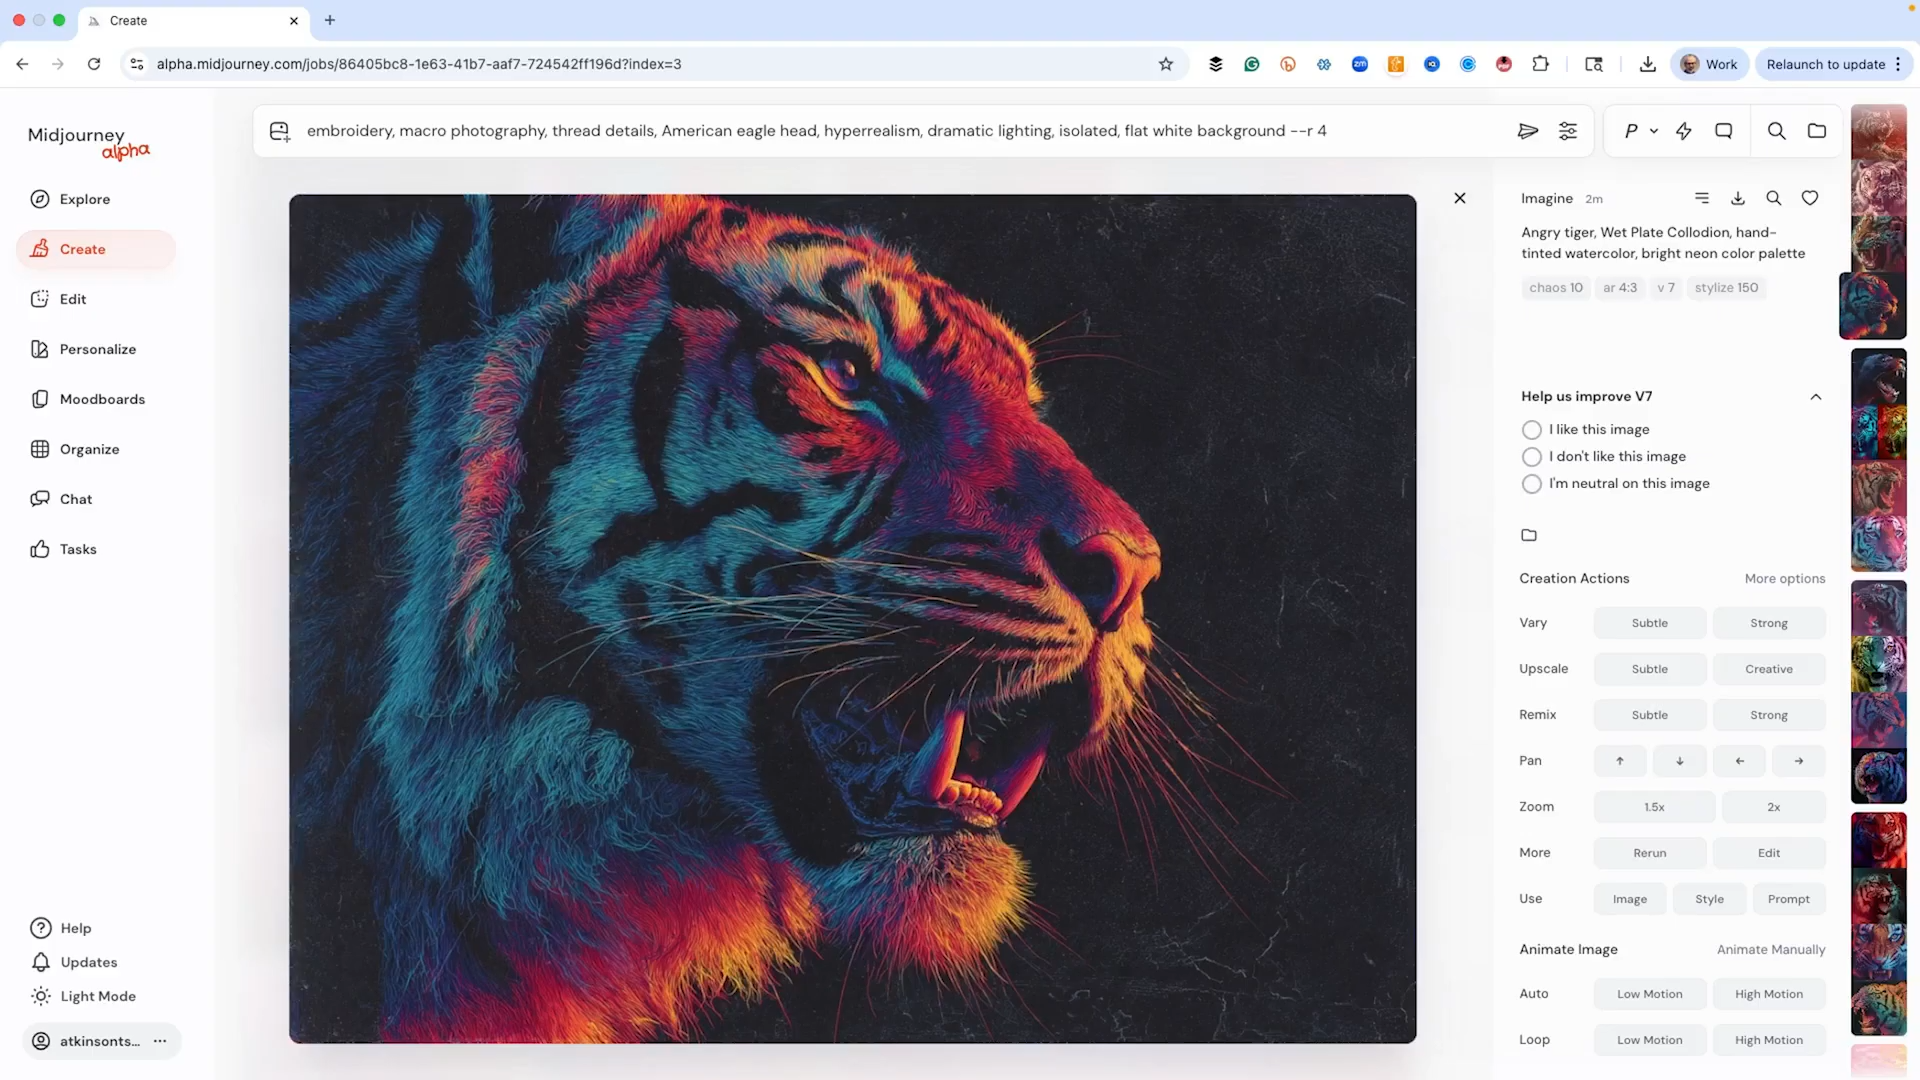 Create
alpha.midjourney.com/jobs/86405bc8-1e63-41b7-aaf7-724542ff196d?index=3
Work
Relaunch to update
Midjourney
alpha
embroidery, macro photography, thread details, American eagle head, hyperrealism, dramatic lighting, isolated, flat white background --r 4
P
Explore
Create
Edit
Personalize
Moodboards
Organize
Chat
Tasks
Help
Updates
Light Mode
atkinsonts...
Imagine 2m
Angry tiger, Wet Plate Collodion, hand-
tinted watercolor, bright neon color palette
chaos 10 ar 4:3 v 7 stylize 150
Help us improve V7
I like this image
I don't like this image
I'm neutral on this image
Creation Actions More options
Vary Subtle Strong
Upscale Subtle Creative
Remix Subtle Strong
Pan ↑ ↓ ← →
Zoom 1.5x 2x
More Rerun Edit
Use Image Style Prompt
Animate Image Animate Manually
Auto Low Motion High Motion
Loop Low Motion High Motion